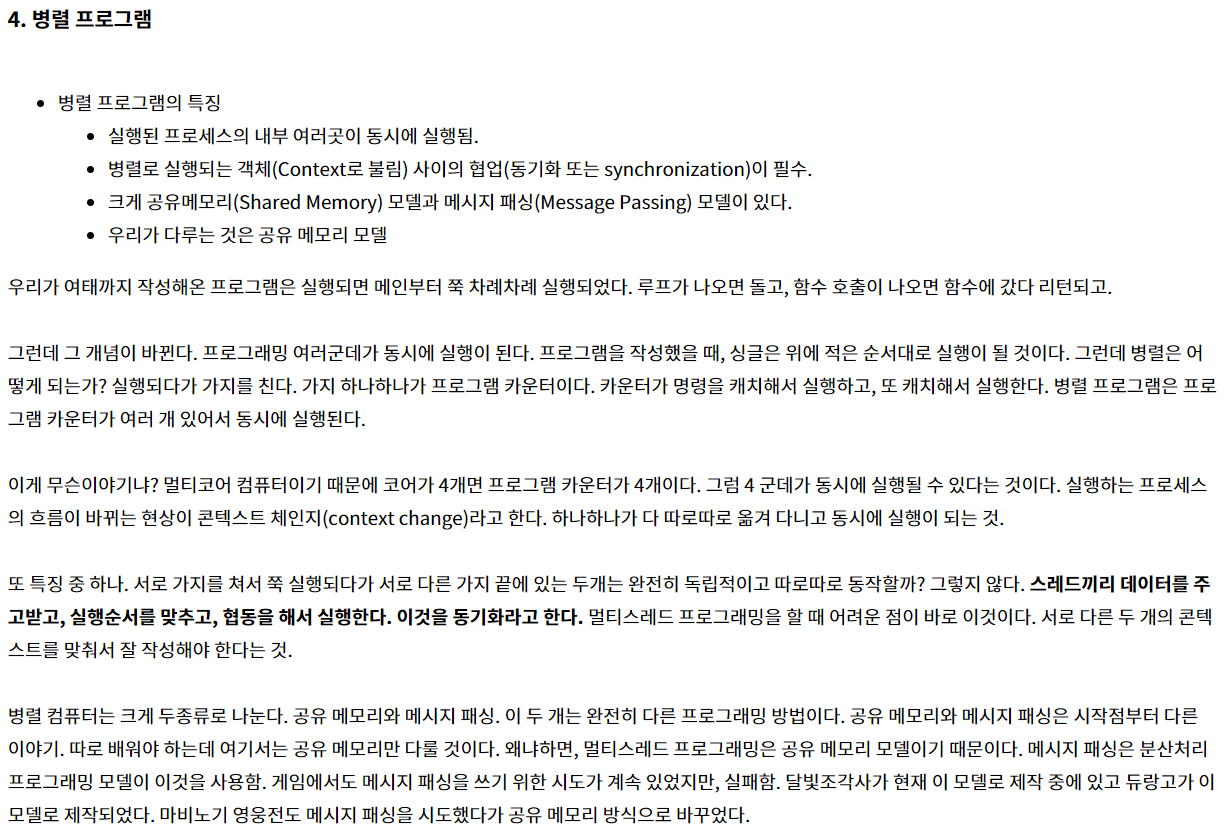 4. 병렬 프로그램
병렬 프로그램의 특징
실행된 프로세스의 내부 여러곳이 동시에 실행됨.
병렬로 실행되는 객체(Context로 불림) 사이의 협업(동기화 또는 synchronization)이 필수.
크게 공유메모리(Shared Memory) 모델과 메시지 패싱(Message Passing) 모델이 있다.
우리가 다루는 것은 공유 메모리 모델
우리가 여태까지 작성해온 프로그램은 실행되면 메인부터 쭉 차례차례 실행되었다. 루프가 나오면 돌고, 함수 호출이 나오면 함수에 갔다 리턴되고.
그런데 그 개념이 바뀐다. 프로그래밍 여러군데가 동시에 실행이 된다. 프로그램을 작성했을 때, 싱글은 위에 적은 순서대로 실행이 될 것이다. 그런데 병렬은 어
떻게 되는가? 실행되다가 가지를 친다. 가지 하나하나가 프로그램 카운터이다. 카운터가 명령을 캐치해서 실행하고, 또 캐치해서 실행한다. 병렬 프로그램은 프로
그램 카운터가 여러 개 있어서 동시에 실행된다.
이게 무슨이야기냐? 멀티코어 컴퓨터이기 때문에 코어가 4개면 프로그램 카운터가 4개이다. 그럼 4 군데가 동시에 실행될 수 있다는 것이다. 실행하는 프로세스
의 흐름이 바뀌는 현상이 콘텍스트 체인지(context change)라고 한다. 하나하나가 다 따로따로 옮겨 다니고 동시에 실행이 되는 것.
또 특징 중 하나. 서로 가지를 쳐서 쭉 실행되다가 서로 다른 가지 끝에 있는 두개는 완전히 독립적이고 따로따로 동작할까? 그렇지 않다. 스레드끼리 데이터를 주
고받고, 실행순서를 맞추고, 협동을 해서 실행한다. 이것을 동기화라고 한다. 멀티스레드 프로그래밍을 할 때 어려운 점이 바로 이것이다. 서로 다른 두 개의 콘텍
스트를 맞춰서 잘 작성해야 한다는 것.
병렬 컴퓨터는 크게 두종류로 나눈다. 공유 메모리와 메시지 패싱. 이 두 개는 완전히 다른 프로그래밍 방법이다. 공유 메모리와 메시지 패싱은 시작점부터 다른
이야기. 따로 배워야 하는데 여기서는 공유 메모리만 다룰 것이다. 왜냐하면, 멀티스레드 프로그래밍은 공유 메모리 모델이기 때문이다. 메시지 패싱은 분산처리
프로그래밍 모델이 이것을 사용함. 게임에서도 메시지 패싱을 쓰기 위한 시도가 계속 있었지만, 실패함. 달빛조각사가 현재 이 모델로 제작 중에 있고 듀랑고가 이
모델로 제작되었다. 마비노기 영웅전도 메시지 패싱을 시도했다가 공유 메모리 방식으로 바꾸었다.